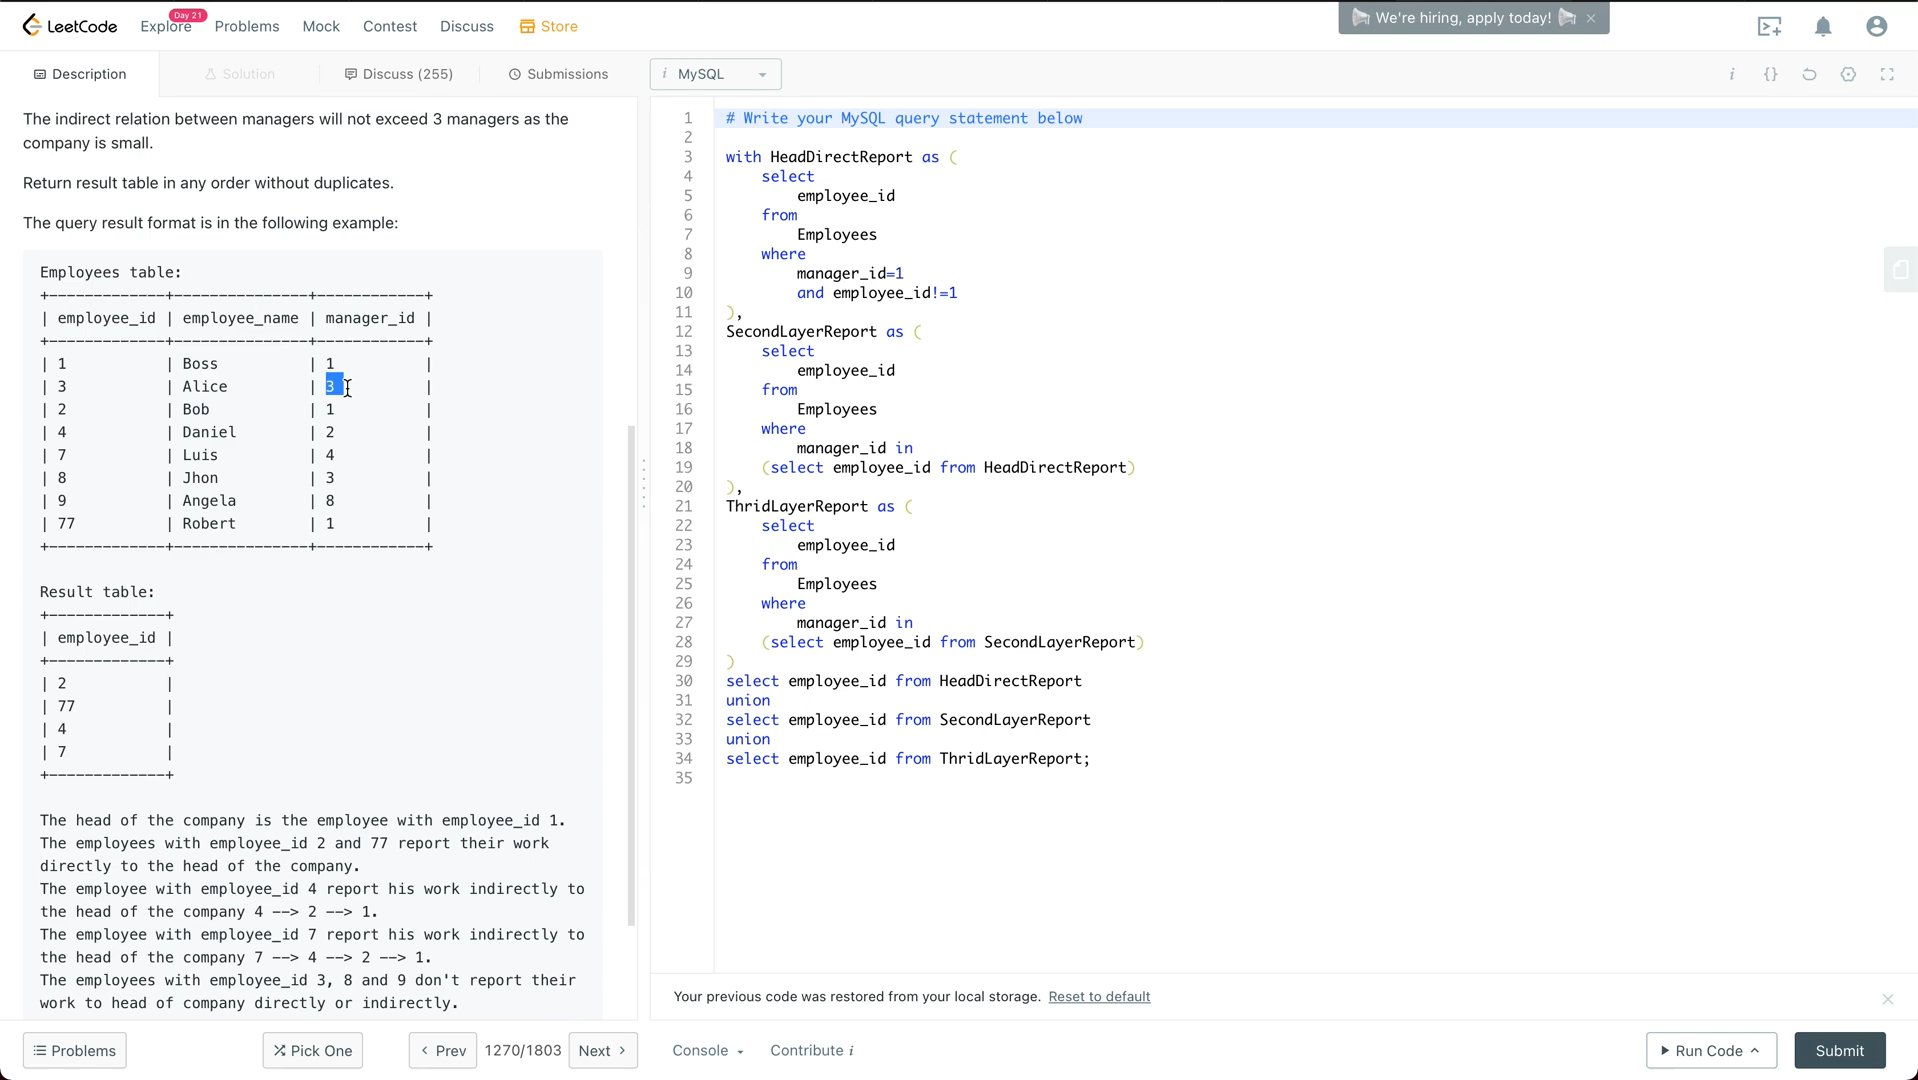 LeetCode
Explore
Day 21
Problems
Mock
Contest
Discuss
Store
We're hiring, apply today!
Description
Solution
Discuss (255)
Submissions
i MySQL
The indirect relation between managers will not exceed 3 managers as the
company is small.
Return result table in any order without duplicates.
The query result format is in the following example:
Employees table:
+-------------+---------------+------------+
| employee_id | employee_name | manager_id |
+-------------+---------------+------------+
| 1           | Boss          | 1          |
| 3           | Alice         | 3          |
| 2           | Bob           | 1          |
| 4           | Daniel        | 2          |
| 7           | Luis          | 4          |
| 8           | Jhon          | 3          |
| 9           | Angela        | 8          |
| 77          | Robert        | 1          |
+-------------+---------------+------------+
Result table:
+-------------+
| employee_id |
+-------------+
| 2           |
| 77          |
| 4           |
| 7           |
+-------------+
The head of the company is the employee with employee_id 1.
The employees with employee_id 2 and 77 report their work
directly to the head of the company.
The employee with employee_id 4 report his work indirectly to
the head of the company 4 --> 2 --> 1.
The employee with employee_id 7 report his work indirectly to
the head of the company 7 --> 4 --> 2 --> 1.
The employees with employee_id 3, 8 and 9 don't report their
work to head of company directly or indirectly.
1 # Write your MySQL query statement below
2
3 with HeadDirectReport as (
4     select
5         employee_id
6     from
7         Employees
8     where
9         manager_id=1
10         and employee_id!=1
11 ),
12 SecondLayerReport as (
13     select
14         employee_id
15     from
16         Employees
17     where
18         manager_id in
19     (select employee_id from HeadDirectReport)
20 ),
21 ThridLayerReport as (
22     select
23         employee_id
24     from
25         Employees
26     where
27         manager_id in
28     (select employee_id from SecondLayerReport)
29 )
30 select employee_id from HeadDirectReport
31 union
32 select employee_id from SecondLayerReport
33 union
34 select employee_id from ThridLayerReport;
35
Your previous code was restored from your local storage. Reset to default
Problems
Pick One
Prev
1270/1803
Next
Console
Contribute i
Run Code
Submit